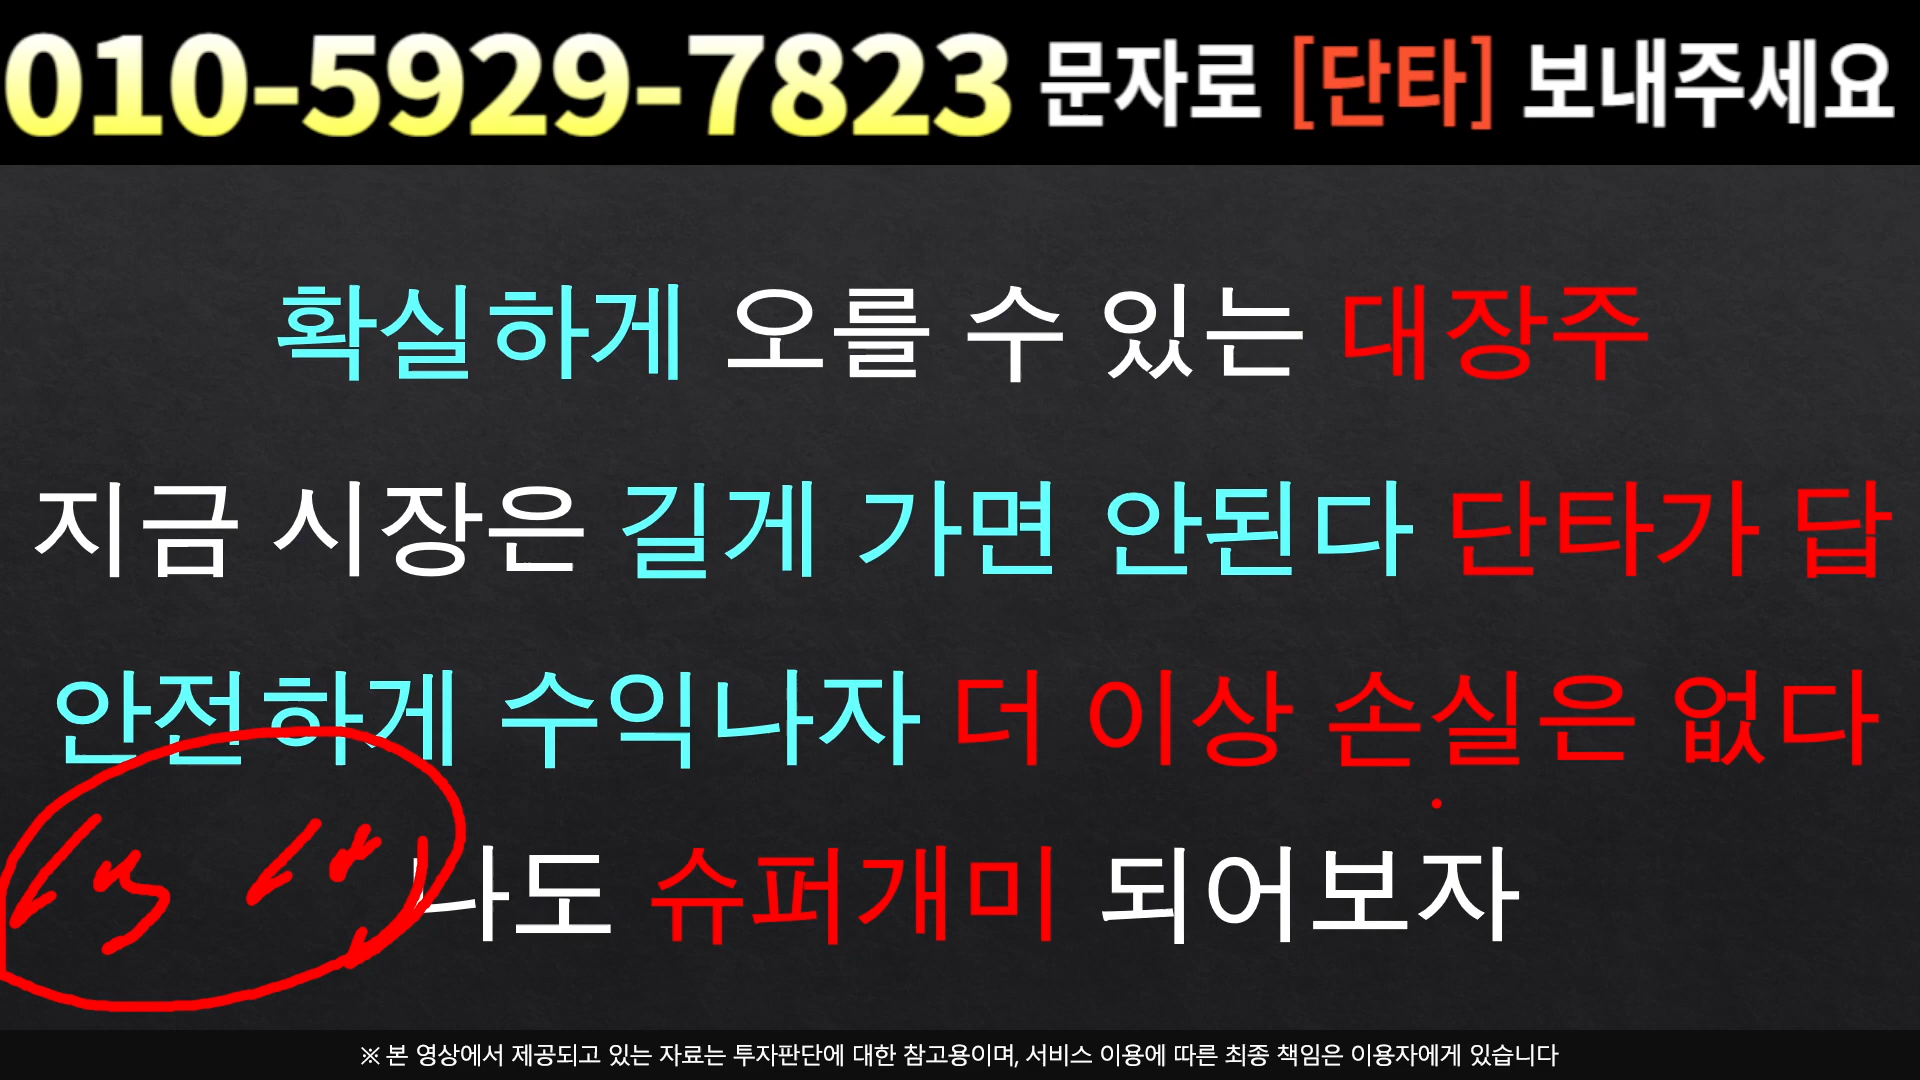 010-5929-7823 문자로 [단타] 보내주세요
확실하게 오를 수 있는 대장주
지금 시장은 길게 가면 안된다 단타가 답
안전하게 수익나자 더 이상 손실은 없다
나도 슈퍼개미 되어보자
※ 본 영상에서 제공되고 있는 자료는 투자판단에 대한 참고용이며, 서비스 이용에 따른 최종 책임은 이용자에게 있습니다